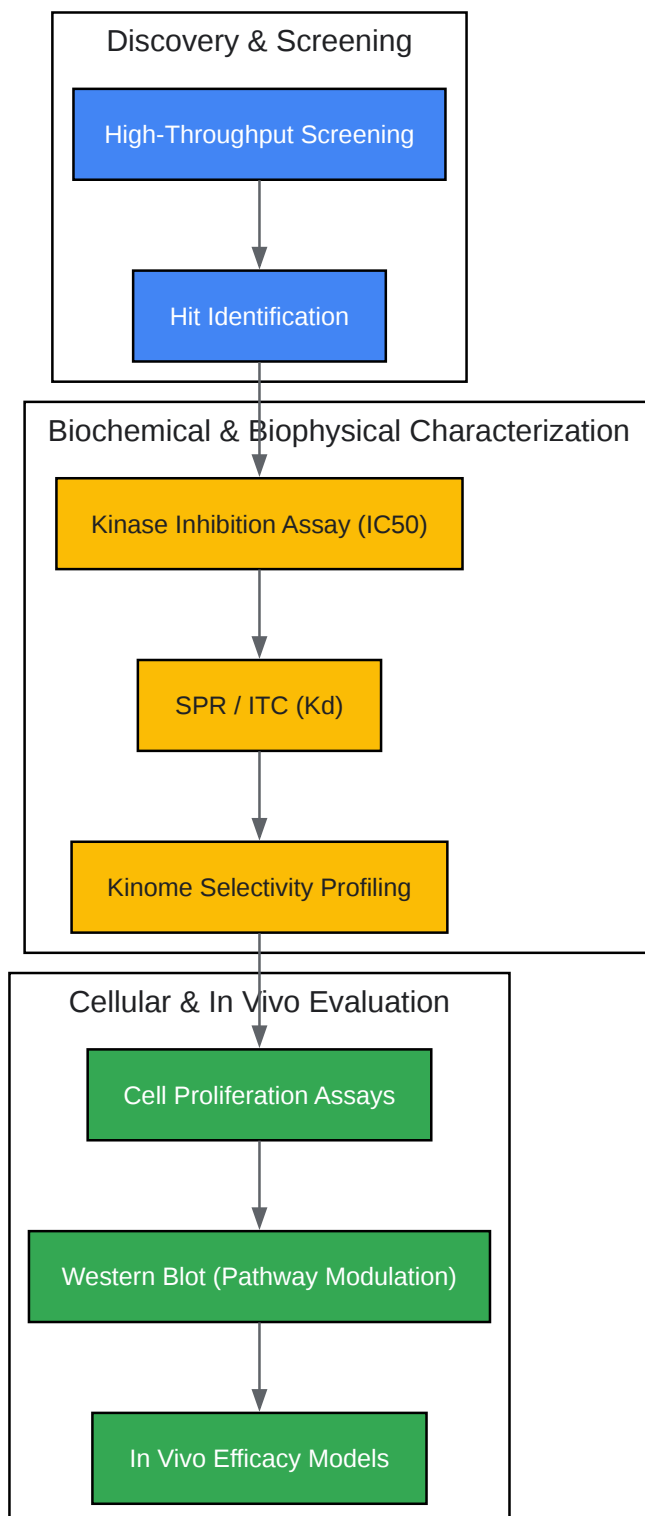 Discovery & Screening
High-Throughput Screening
Hit Identification
Biochemical & Biophysical Characterization
Kinase Inhibition Assay (IC50)
SPR / ITC (Kd)
Kinome Selectivity Profiling
Cellular & In Vivo Evaluation
Cell Proliferation Assays
Western Blot (Pathway Modulation)
In Vivo Efficacy Models